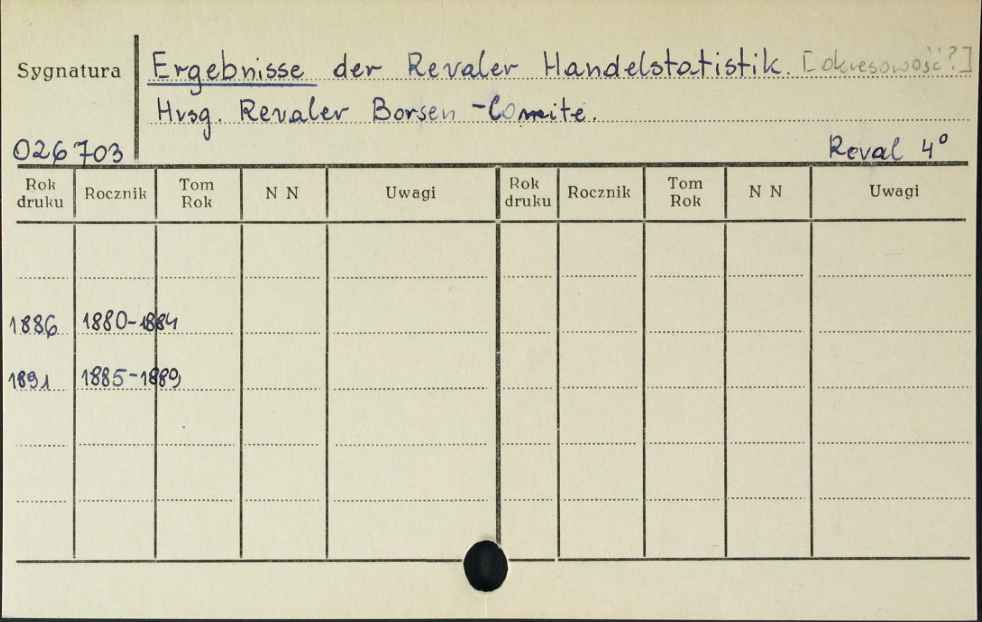 Sygnatura
Ergebnisse der Revaler Handelstatistik. [okresowość?]
Hrsg. Revaler Borsen-Comite.
026703
Reval 4°
Rok druku Rocznik Tom Rok N N Uwagi Rok druku Rocznik Tom Rok N N Uwagi
1886 1880-1884
1891 1885-1889